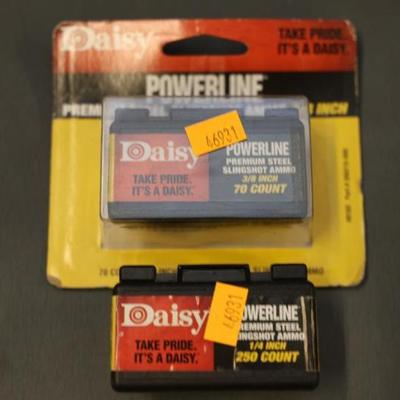 Daisy
TAKE PRIDE.
IT'S A DAISY.
POWERLINE
INCH
46931
Daisy
POWERLINE
PREMIUM STEEL
SLINGSHOT AMMO
3/8 INCH
70 COUNT
TAKE PRIDE.
IT'S A DAISY.
46931
Daisy
POWERLINE
PREMIUM STEEL
SLINGSHOT AMMO
1/4 INCH
250 COUNT
TAKE PRIDE.
IT'S A DAISY.